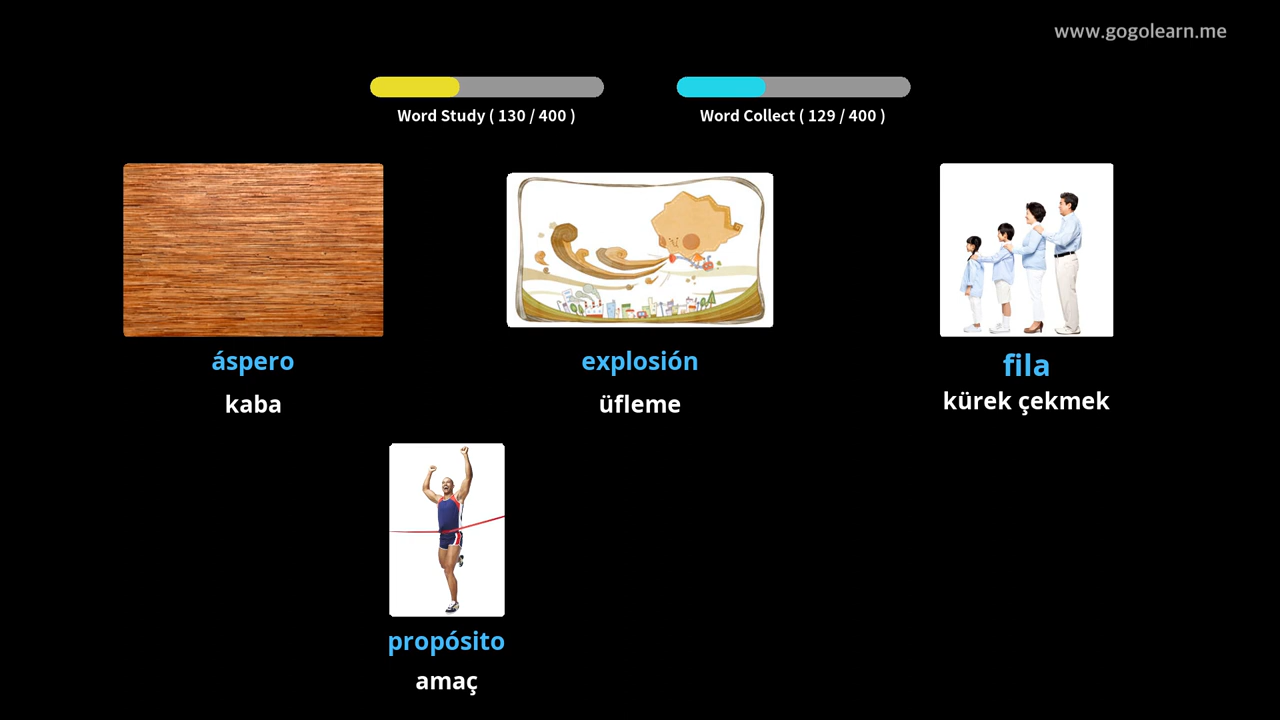 www.gogolearn.me
Word Study ( 130 / 400 )
Word Collect ( 129 / 400 )
áspero
kaba
explosión
üfleme
fila
kürek çekmek
propósito
amaç